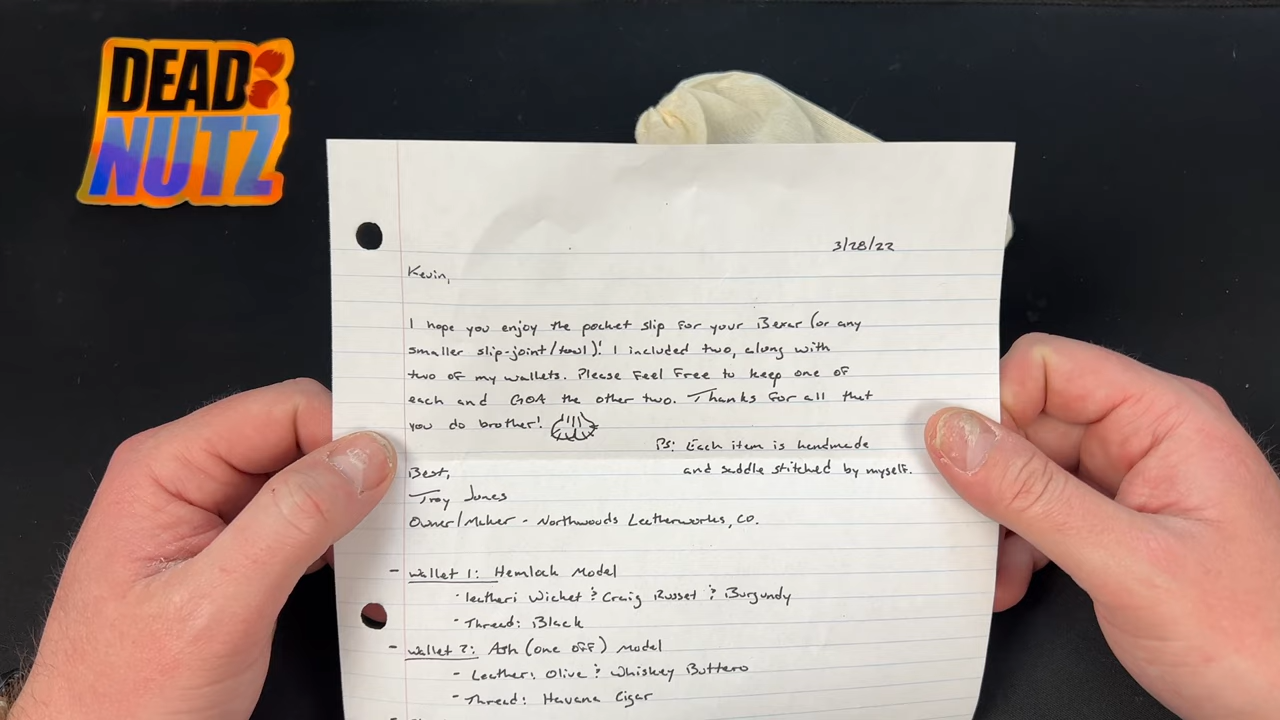 DEAD
NUTZ
3/28/22
Kevin,
I hope you enjoy the pocket slip for your Bexar (or any
smaller slip-joint/tool)! I included two, along with
two of my wallets. Please feel free to keep one of
each and GOA the other two. Thanks for all that
you do brother!
Ps: Each item is handmade
and saddle stitched by myself.
Best,
Troy Jones
Owner/Maker - Northwoods Leatherworks, CO.
- Wallet 1: Hemlock Model
· leather: Wicket & Craig Russet & Burgundy
· Thread: Black
- Wallet 2: Ash (one off) Model
- Leather: Olive & Whiskey Buttero
- Thread: Havana Cigar